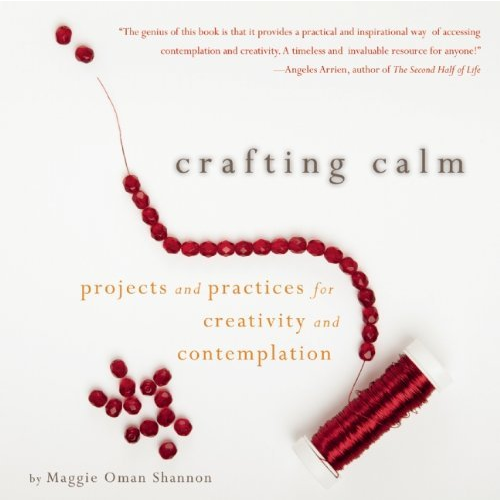 "The genius of this book is that it provides a practical and inspirational way of accessing
contemplation and creativity. A timeless and invaluable resource for anyone!"
—Angeles Arrien, author of The Second Half of Life
crafting calm
projects and practices for
creativity and
contemplation
by Maggie Oman Shannon